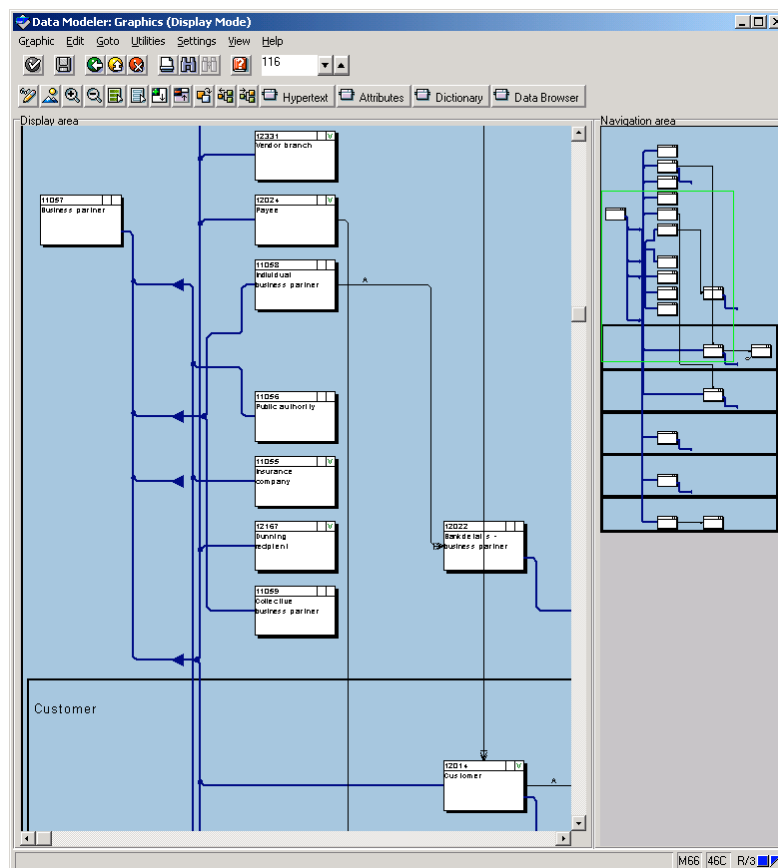 Data Modeler: Graphics (Display Mode)
Graphic Edit Goto Utilities Settings View Help
116
Hypertext Attributes Dictionary Data Browser
Display area
Navigation area
12331 V
Vendor branch
11057
Business partner
12024 V
Payee
11058
Individual
business partner
A
11056 V
Public authority
11055 V
Insurance
company
12167 V
Dunning
recipient
12022
Bank details -
business partner
11059
Collective
business partner
Customer
12014 V
Customer
A
M66 46C R/3